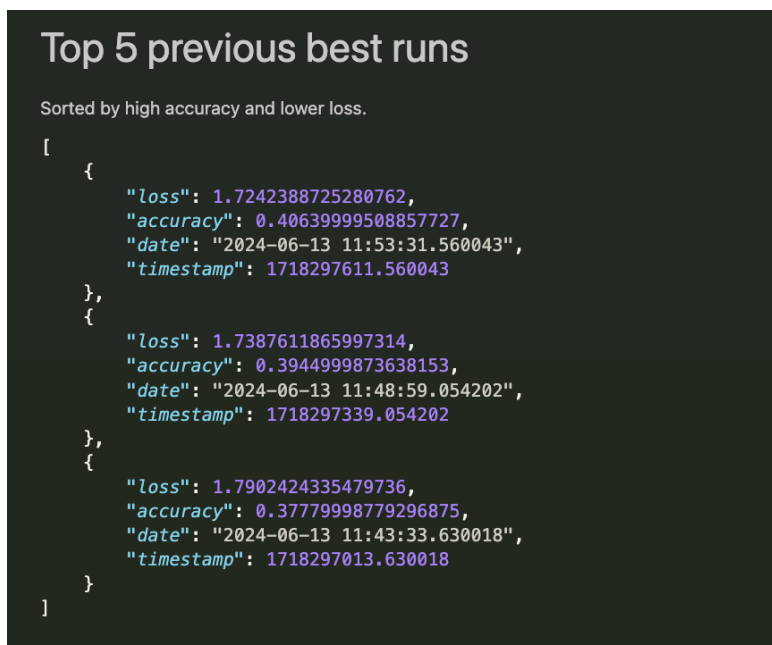 Top 5 previous best runs
Sorted by high accuracy and lower loss.
[
    {
        "loss": 1.7242388725280762,
        "accuracy": 0.40639999508857727,
        "date": "2024-06-13 11:53:31.560043",
        "timestamp": 1718297611.560043
    },
    {
        "loss": 1.7387611865997314,
        "accuracy": 0.3944999873638153,
        "date": "2024-06-13 11:48:59.054202",
        "timestamp": 1718297339.054202
    },
    {
        "loss": 1.7902424335479736,
        "accuracy": 0.37779998779296875,
        "date": "2024-06-13 11:43:33.630018",
        "timestamp": 1718297013.630018
    }
]